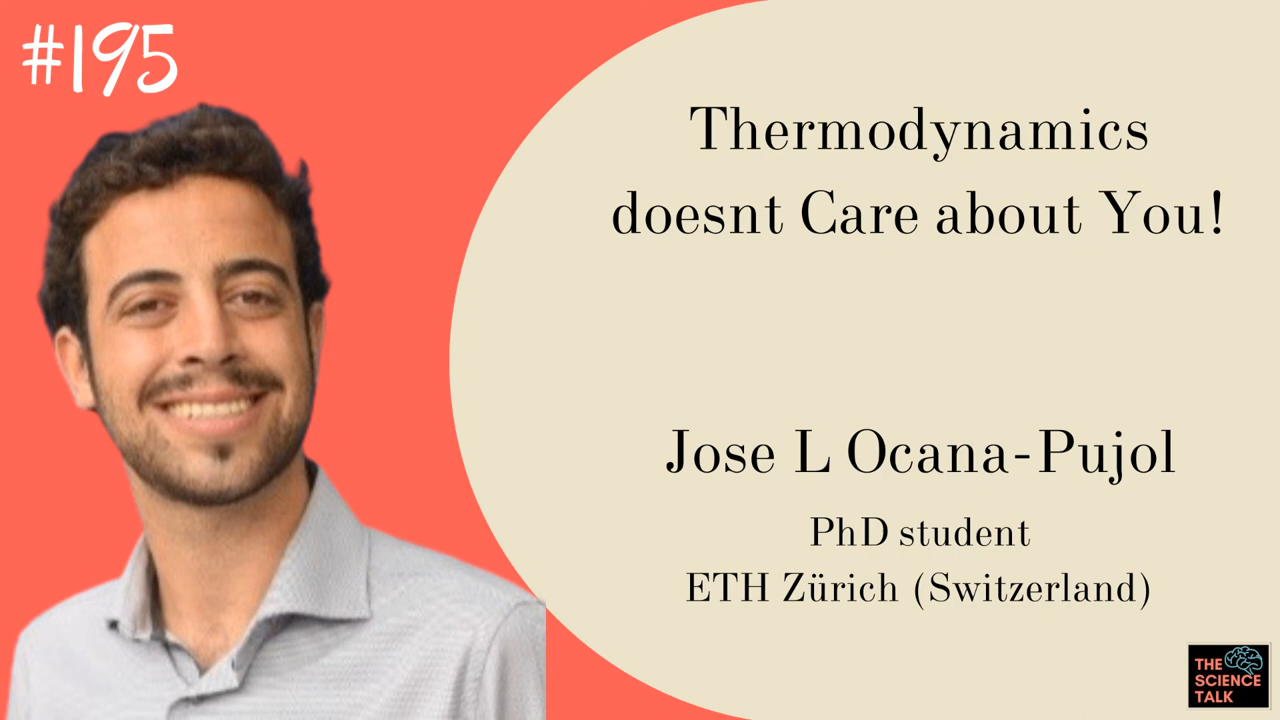 #195
Thermodynamics
doesnt Care about You!
Jose L Ocana-Pujol
PhD student
ETH Zürich (Switzerland)
THE
SCIENCE
TALK